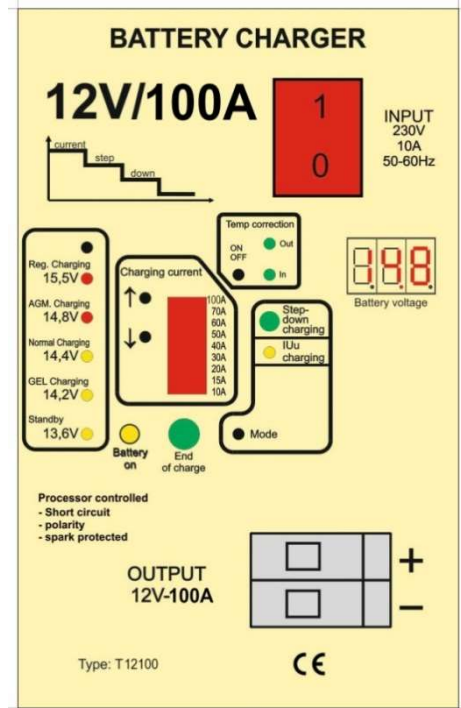 BATTERY CHARGER
12V/100A
1
0
INPUT
230V
10A
50-60Hz
current
step
down
Temp correction
ON
OFF
Out
In
Reg. Charging
15,5V
AGM. Charging
14,8V
Normal Charging
14,4V
GEL Charging
14,2V
Standby
13,6V
Charging current
↑
↓
100A
70A
60A
50A
40A
30A
20A
15A
10A
14.8
Battery voltage
Step-
down
charging
IUu
charging
Mode
Battery
on
End
of charge
Processor controlled
- Short circuit
- polarity
- spark protected
OUTPUT
12V-100A
+
−
Type: T12100
CE